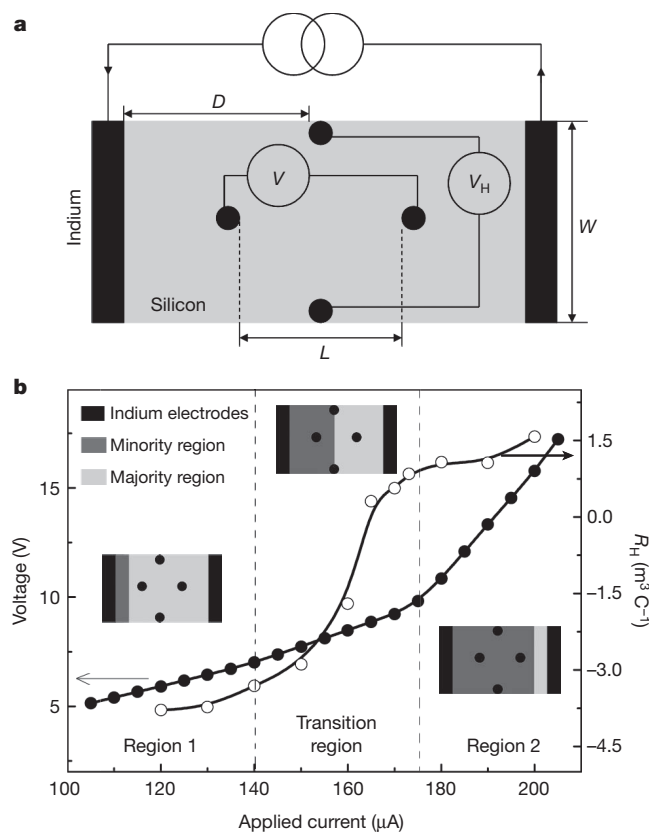 a
D
V
V_H
W
Indium
Silicon
L
b
Indium electrodes
Minority region
Majority region
15
10
5
Voltage (V)
1.5
0.0
-1.5
-3.0
-4.5
R_H (m³ C⁻¹)
Region 1
Transition
region
Region 2
100 120 140 160 180 200
Applied current (μA)